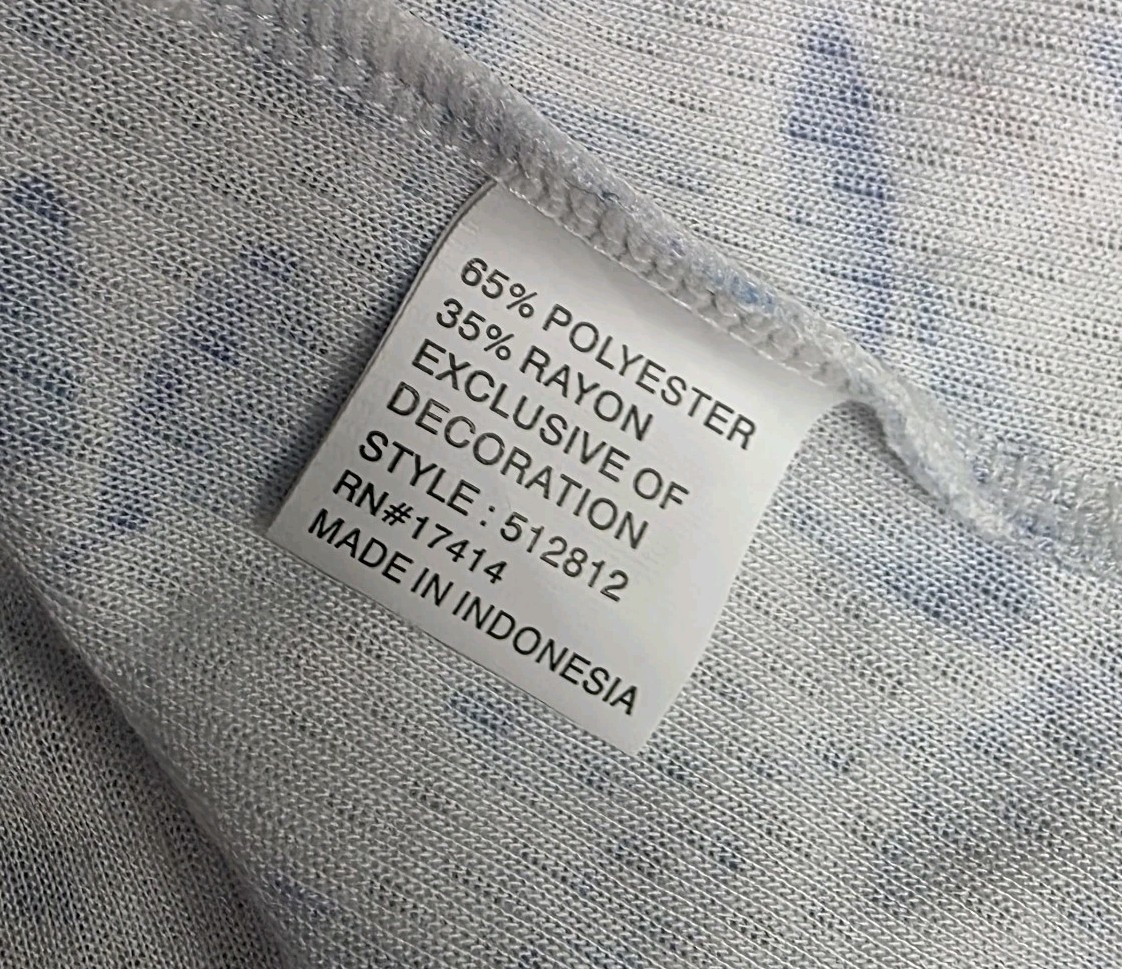 65% POLYESTER
35% RAYON
EXCLUSIVE OF
DECORATION
STYLE : 512812
RN#17414
MADE IN INDONESIA